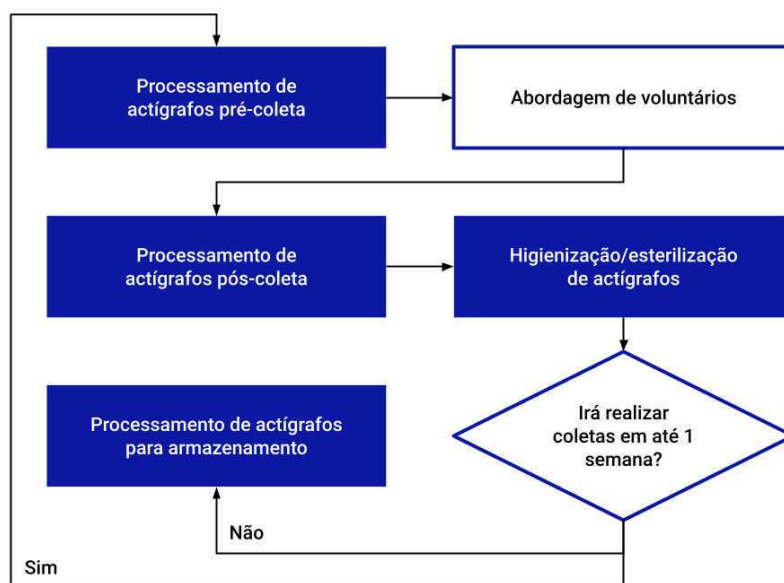 Processamento de
actígrafos pré-coleta
Abordagem de voluntários
Processamento de
actígrafos pós-coleta
Higienização/esterilização
de actígrafos
Processamento de actígrafos
para armazenamento
Irá realizar
coletas em até 1
semana?
Não
Sim